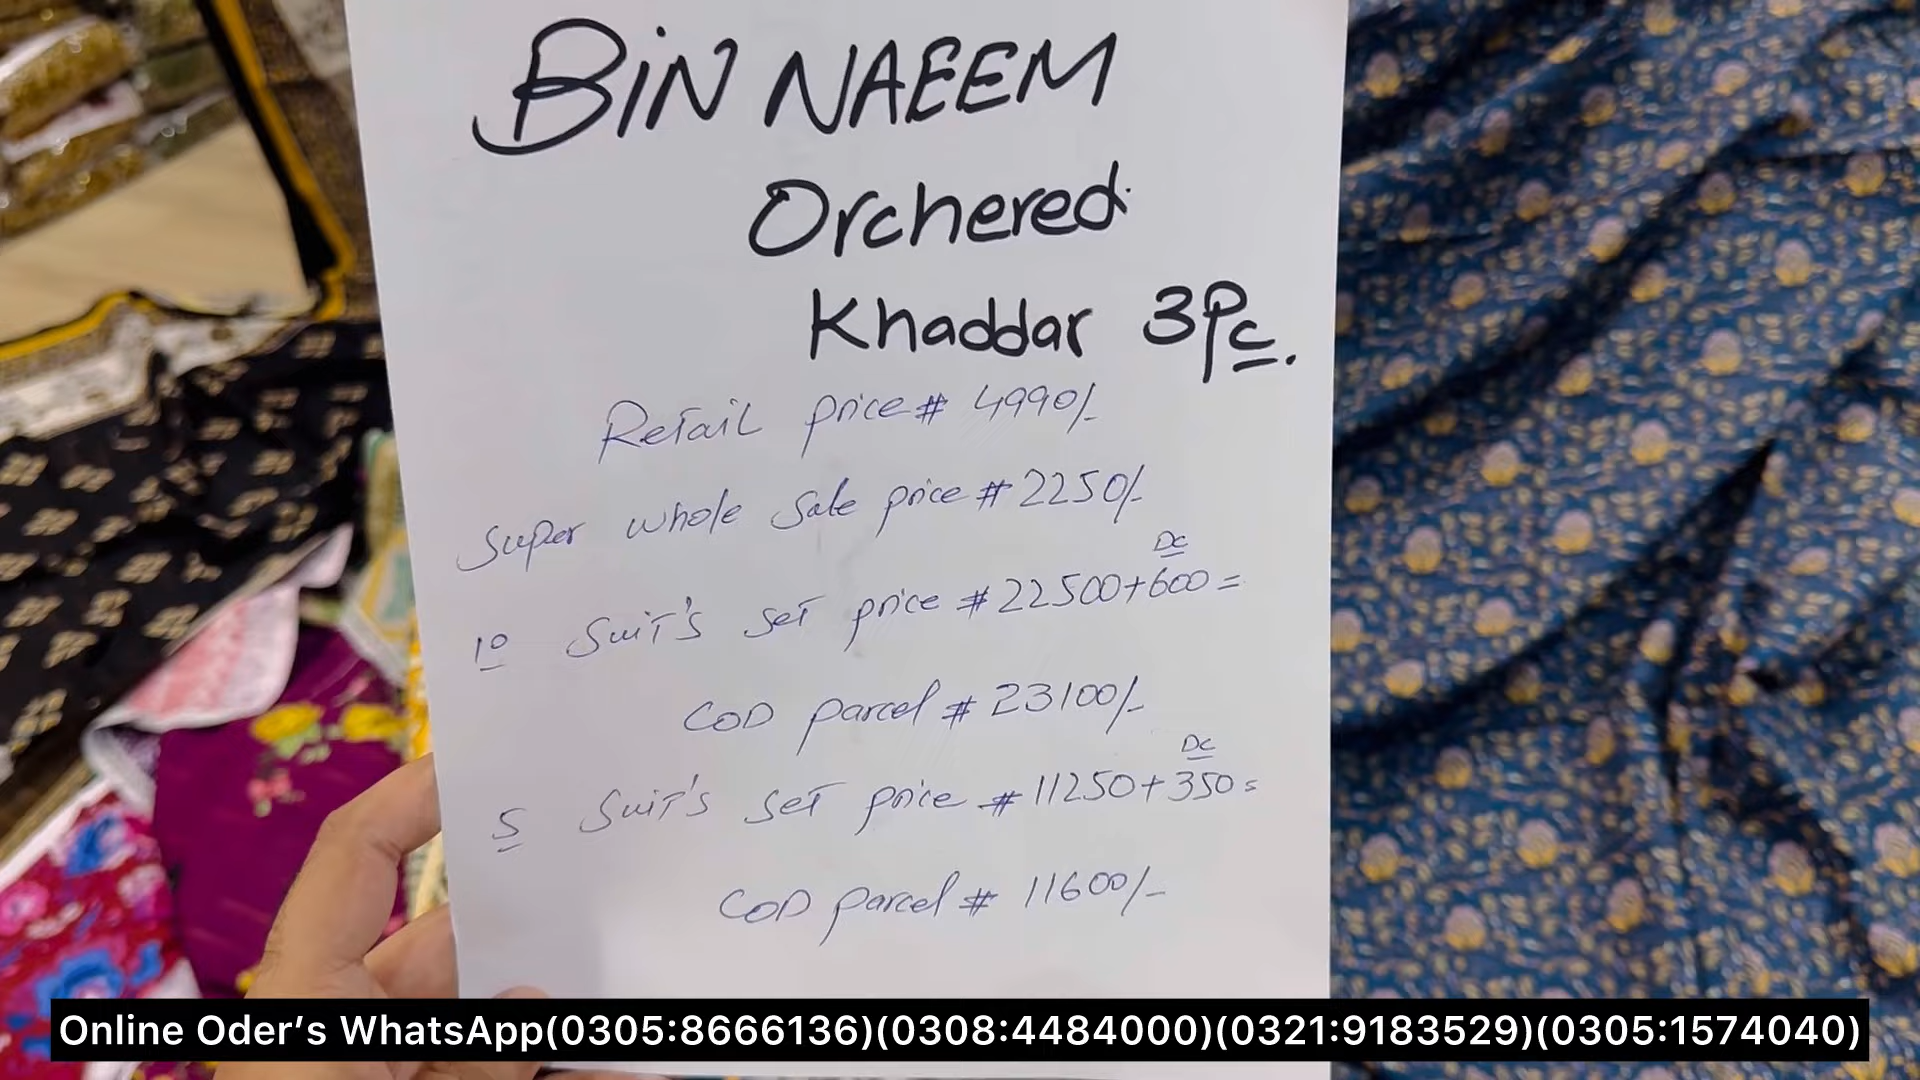 BIN NAEEM
Orchered
Khaddar 3Pc.
Retail price # 4990/-
Super whole sale price # 2250/-
DC
10 Suit's set price # 22500+600=
COD parcel # 23100/-
DC
5 Suit's set price # 11250+350=
COD parcel # 11600/-
Online Oder’s WhatsApp(0305:8666136)(0308:4484000)(0321:9183529)(0305:1574040)